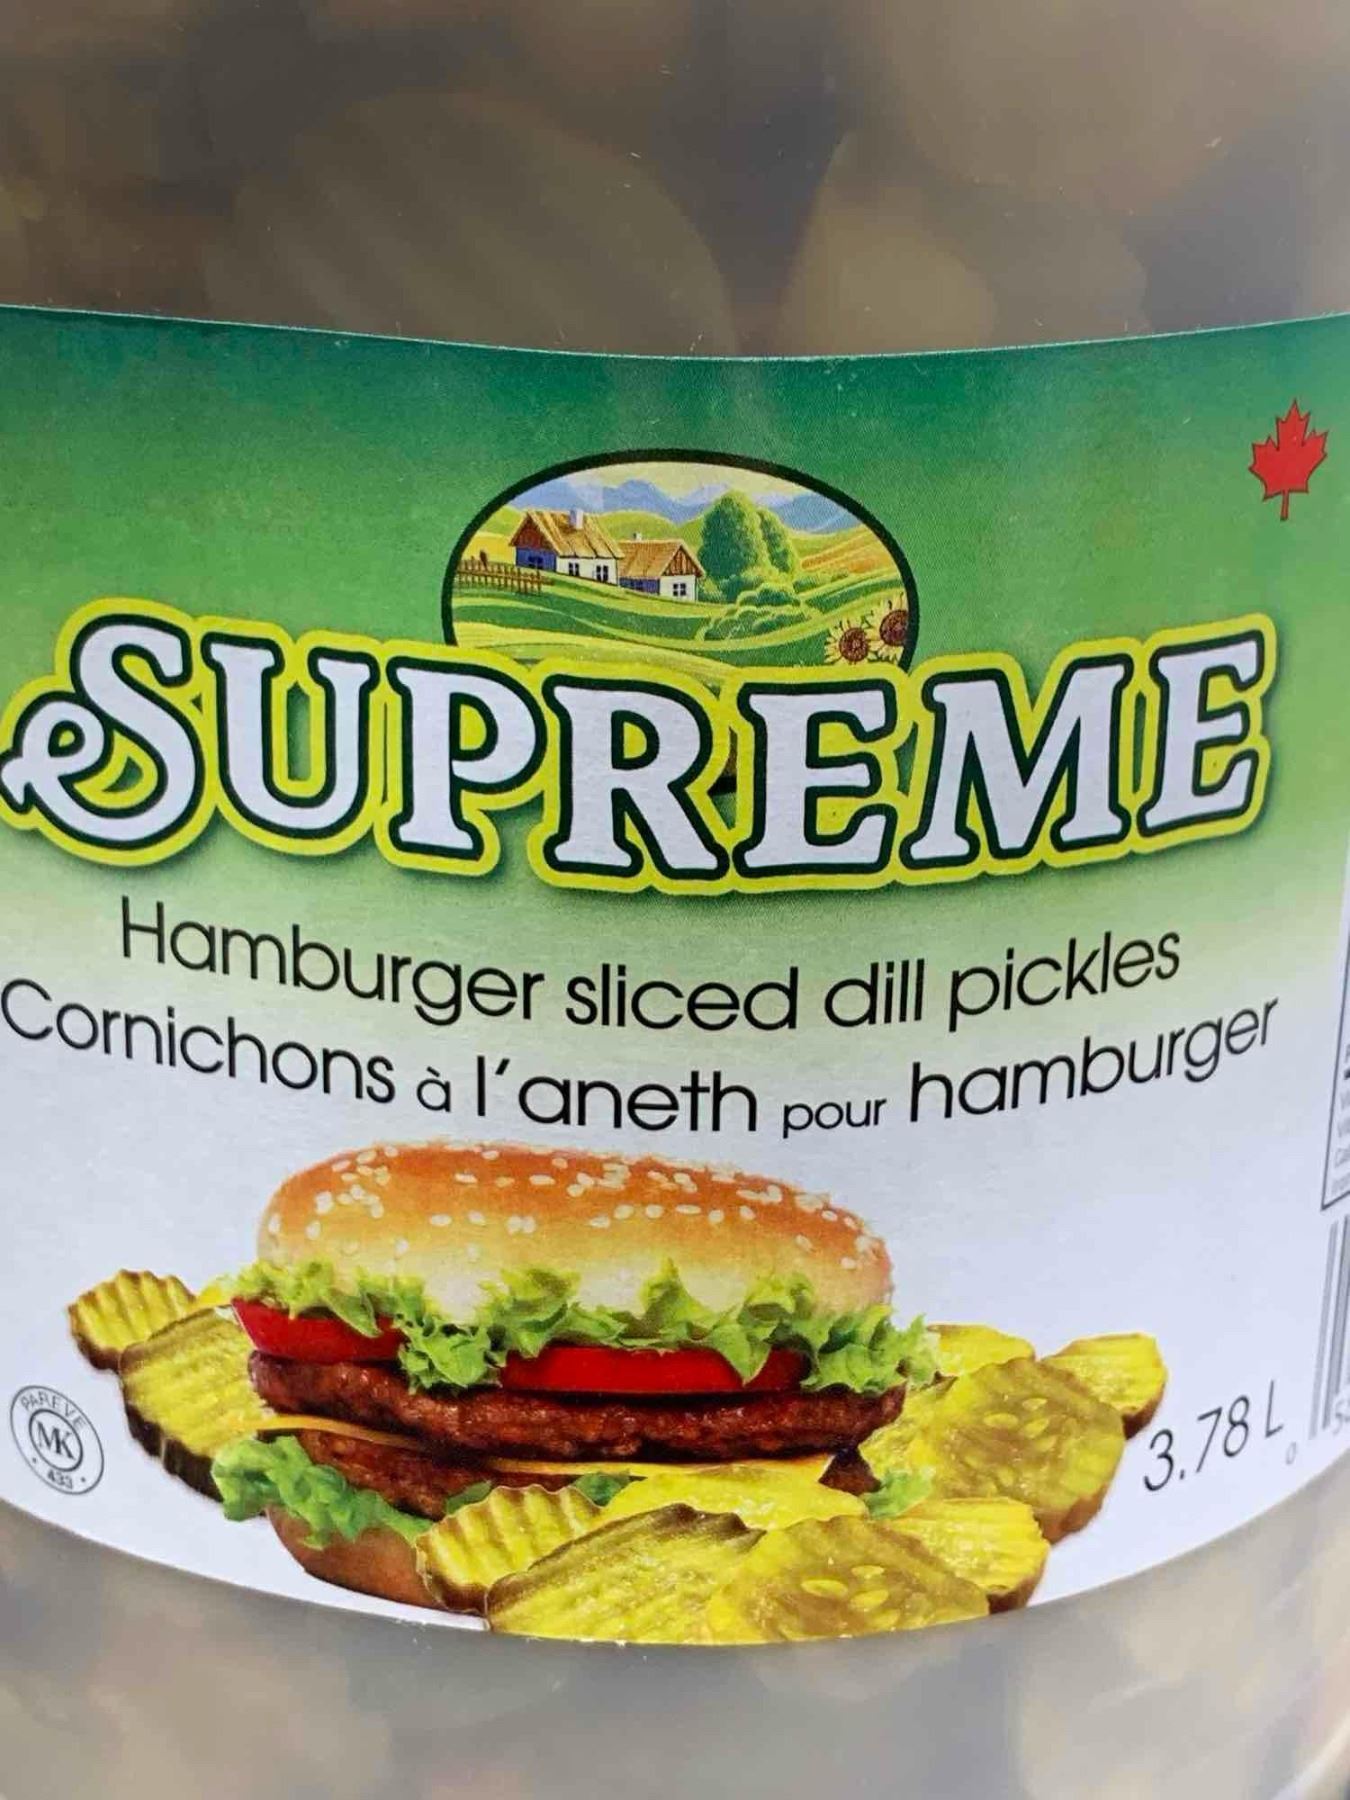 SUPREME
Hamburger sliced dill pickles
Cornichons à l'aneth pour hamburger
PAREVE
MK
433
3.78 L